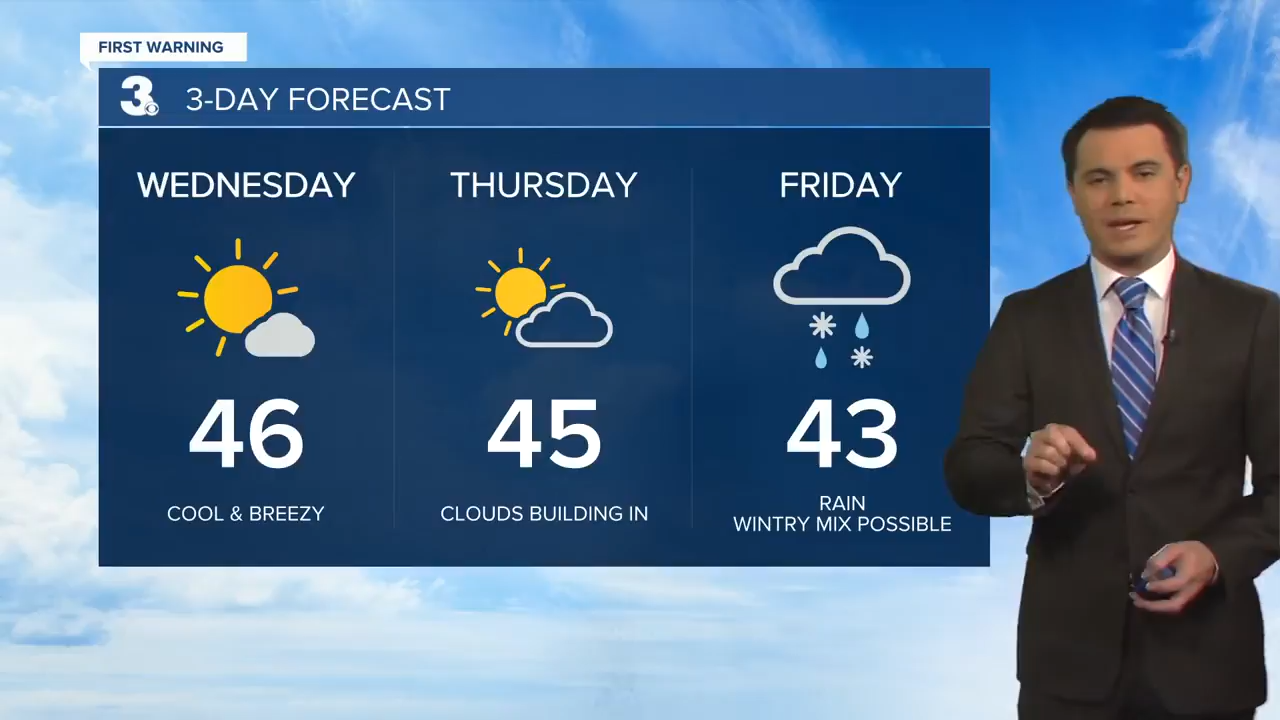 FIRST WARNING
3
3-DAY FORECAST
WEDNESDAY
THURSDAY
FRIDAY
46
45
43
COOL & BREEZY
CLOUDS BUILDING IN
RAIN
WINTRY MIX POSSIBLE